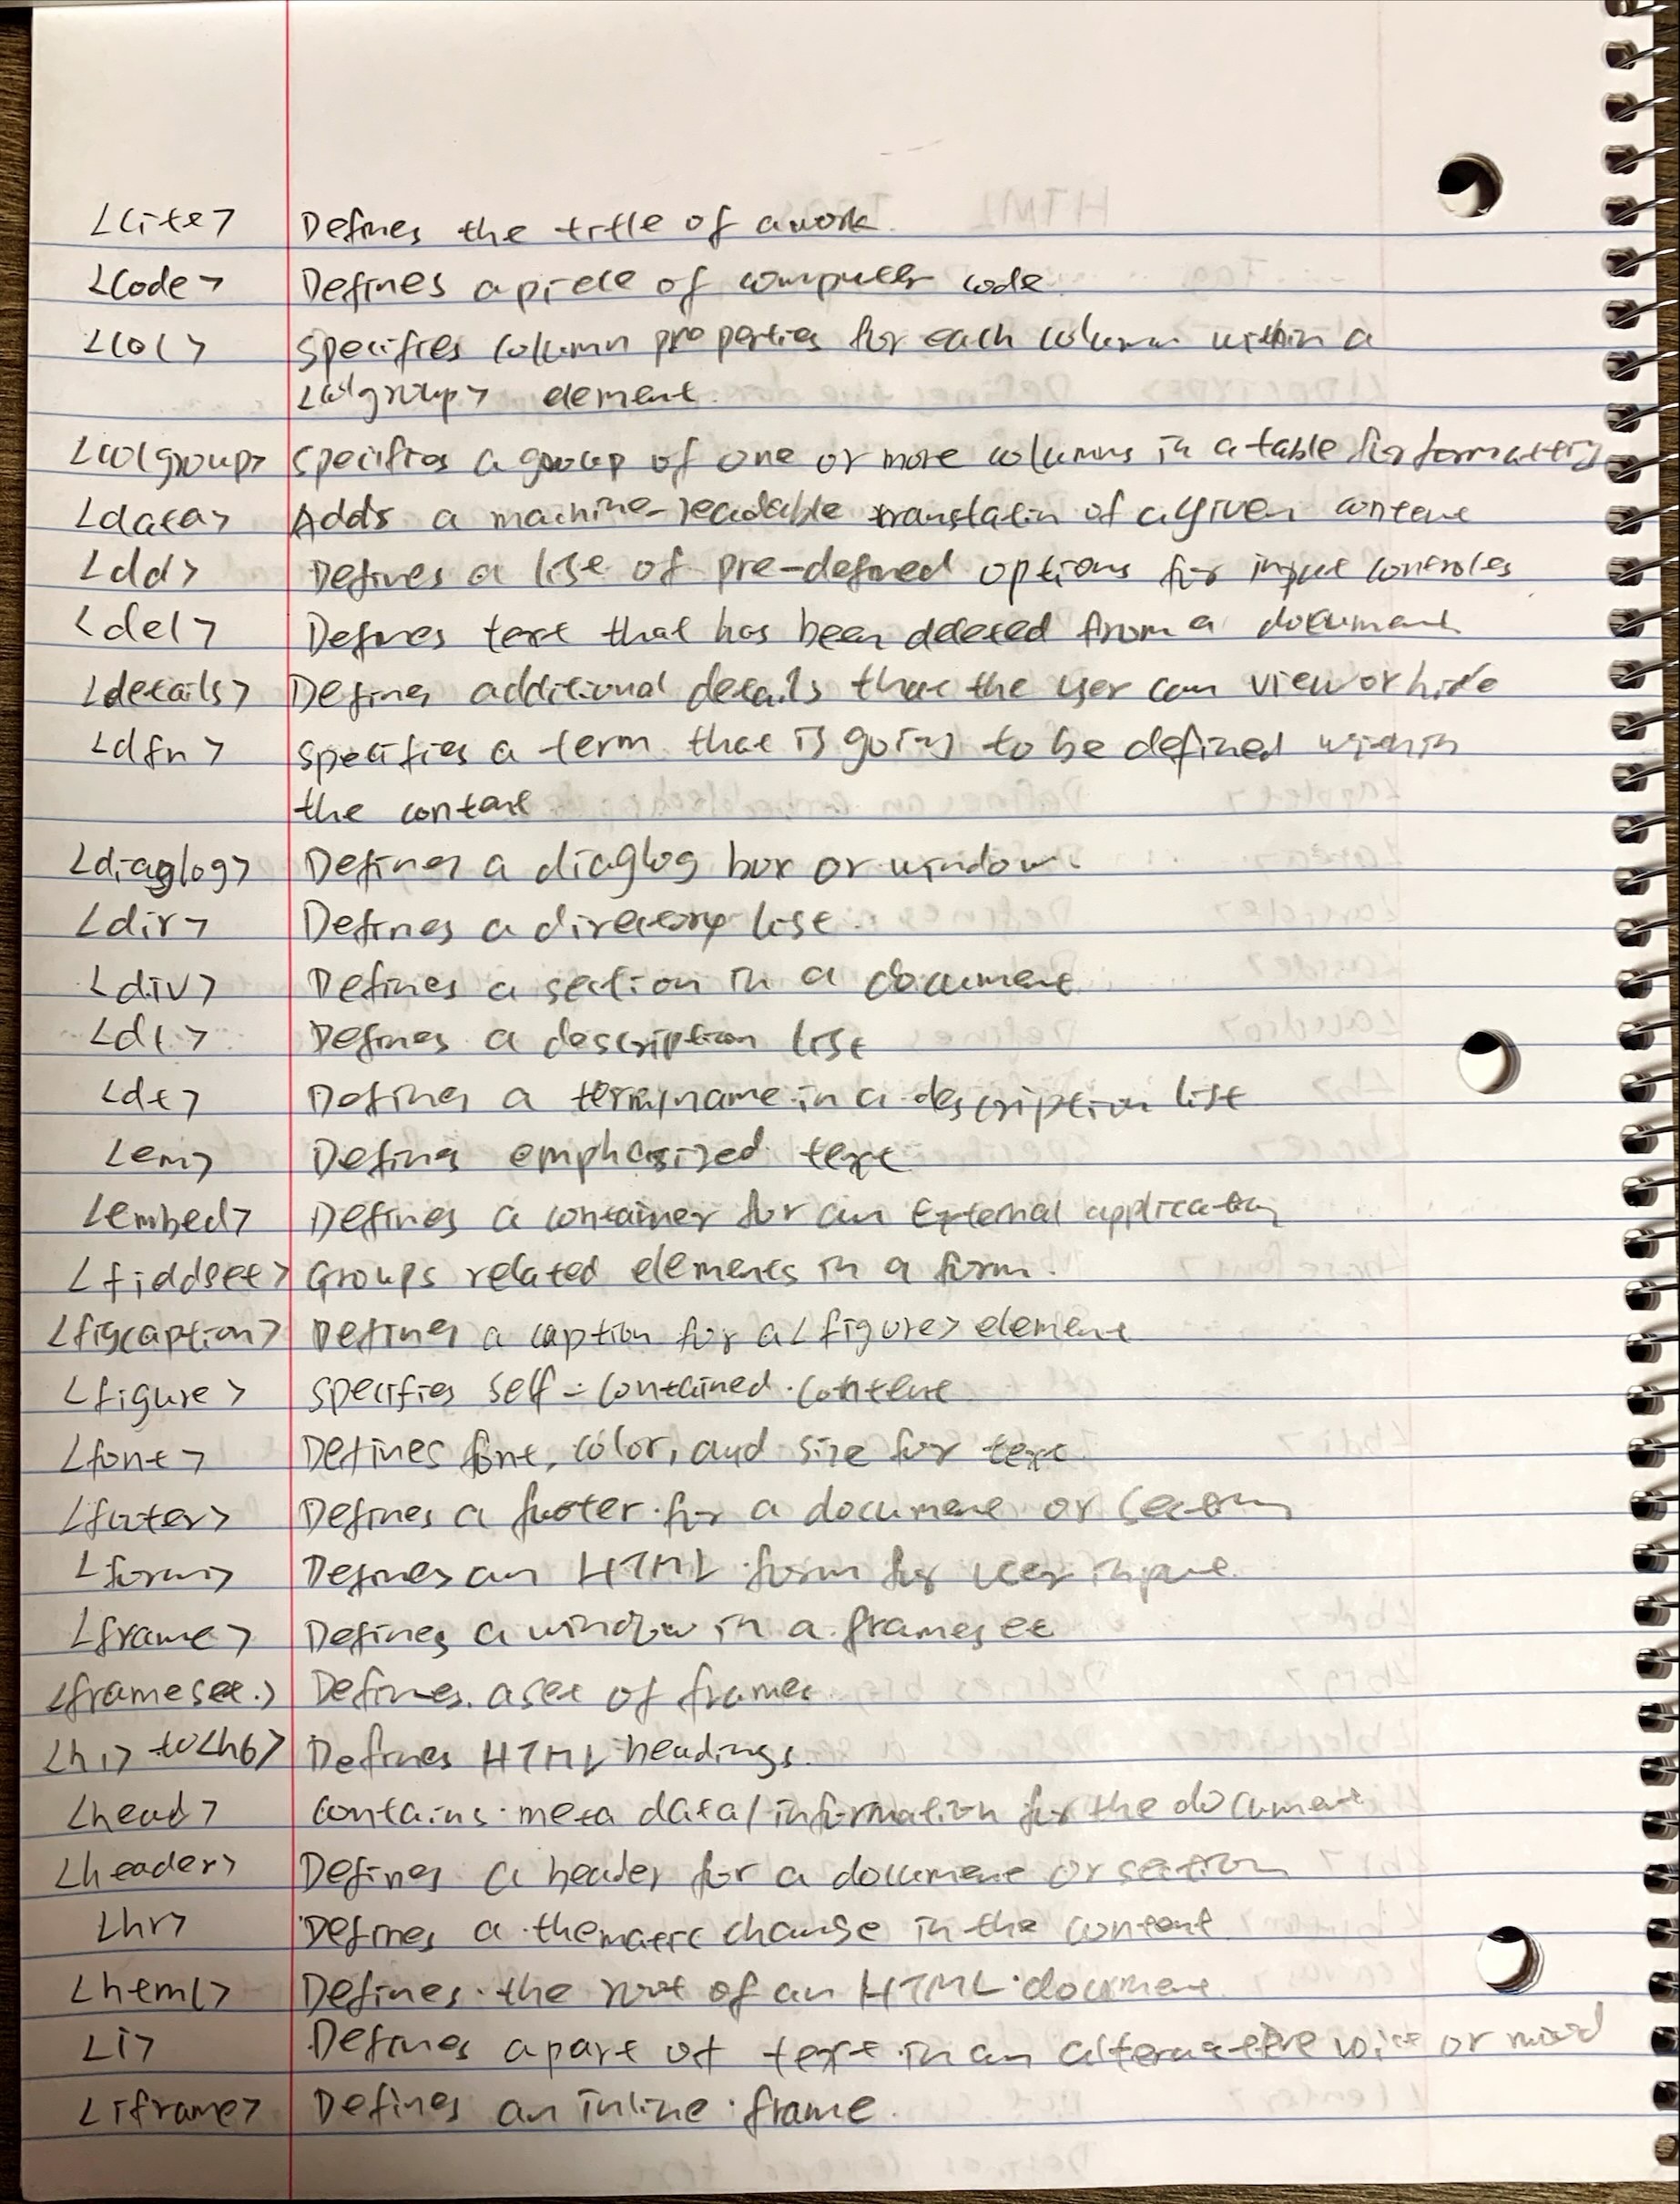 <cite> Defines the title of a work.
<code> Defines a piece of computer code.
<col> specifies column properties for each column within a
<colgroup> element.
<colgroup> specifies a group of one or more columns in a table for formatting
<data> Adds a machine-readable translatin of a given content
<dd> Defines a list of pre-defined options for input controles
<del> Defines text that has been deleted from a document
<details> Defines additional details that the user can view or hide
<dfn> specifies a term that is going to be defined within
the content
<diaglog> Defines a diaglog box or window.
<dir> Defines a directory list.
<div> Defines a section in a document
<dl> Defines a description list
<dt> Defines a term/name in a description list
<em> Defines emphasized text
<embed> Defines a container for an External application
<fieldset> Groups related elements in a form.
<figcaption> Defines a caption for a <figure> element
<figure> specifies self-contained content
<font> Defines font, color, and size for text.
<footer> Defines a footer for a document or section
<form> Defines an HTML form for user input.
<frame> Defines a window in a frameset
<frameset> Defines a set of frames
<h1> to <h6> Defines HTML headings.
<head> contains meta data/information for the document
<header> Defines a header for a document or section
<hr> Defines a thematic change in the content
<html> Defines the root of an HTML document.
<i> Defines a part of text in an alternative voice or mood
<iframe> Defines an inline frame.